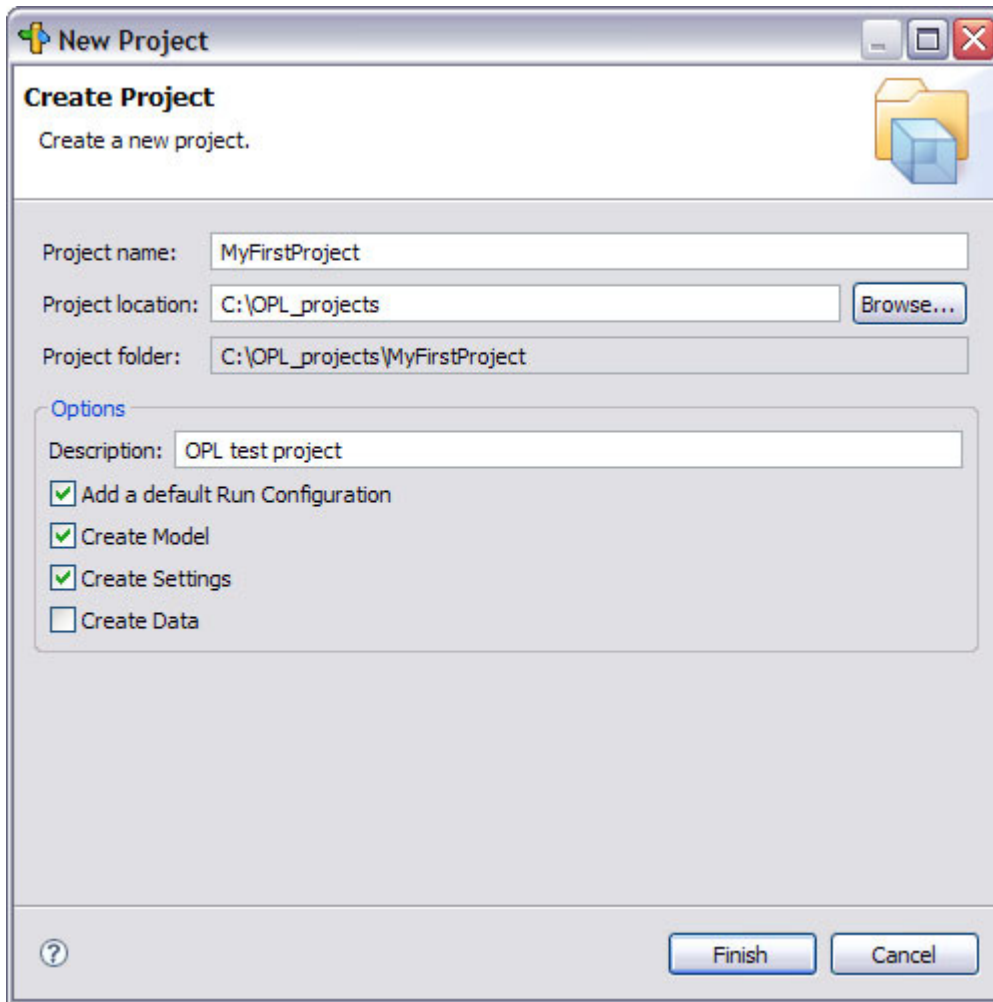 New Project
Create Project
Create a new project.
Project name: MyFirstProject
Project location: C:\OPL_projects Browse...
Project folder: C:\OPL_projects\MyFirstProject
Options
Description: OPL test project
Add a default Run Configuration
Create Model
Create Settings
Create Data
? Finish Cancel